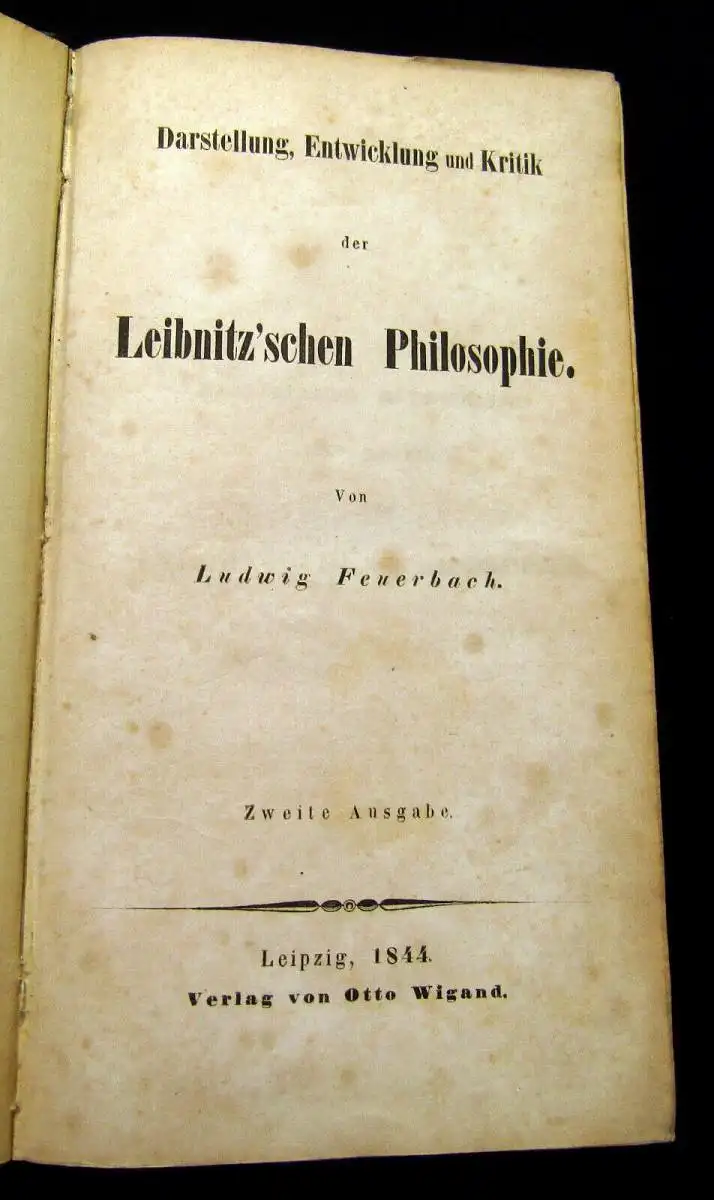 Darstellung, Entwicklung und Kritik
der
Leibnitz'schen Philosophie.
Von
Ludwig Feuerbach.
Zweite Ausgabe.
Leipzig, 1844.
Verlag von Otto Wigand.